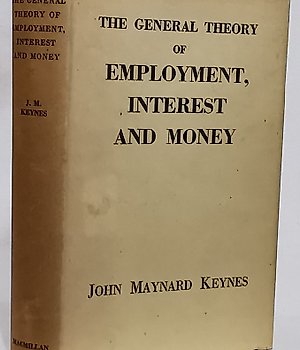 THE GENERAL
THEORY OF
EMPLOYMENT,
INTEREST
AND MONEY
J. M.
KEYNES
MACMILLAN
THE GENERAL THEORY
OF
EMPLOYMENT,
INTEREST
AND MONEY
JOHN MAYNARD KEYNES